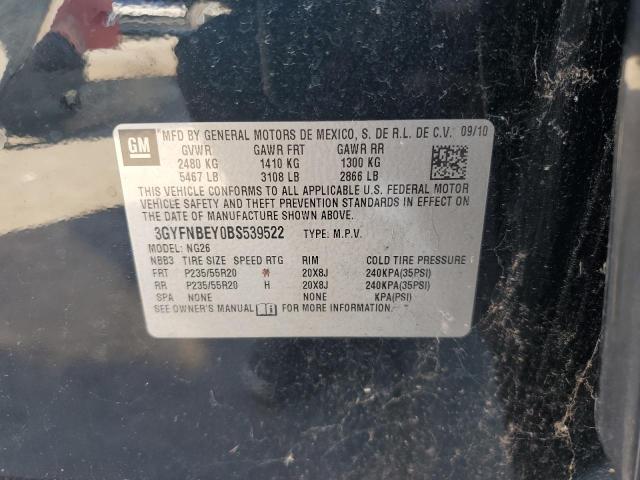 GM
MFD BY GENERAL MOTORS DE MEXICO, S. DE R.L. DE C.V. 09/10
GVWR GAWR FRT GAWR RR
2480 KG 1410 KG 1300 KG
5467 LB 3108 LB 2866 LB
THIS VEHICLE CONFORMS TO ALL APPLICABLE U.S. FEDERAL MOTOR
VEHICLE SAFETY AND THEFT PREVENTION STANDARDS IN EFFECT ON THE
DATE OF MANUFACTURE SHOWN ABOVE.
3GYFNBEY0BS539522 TYPE: M.P.V.
MODEL: NG26
NBB3 TIRE SIZE SPEED RTG RIM COLD TIRE PRESSURE
FRT P235/55R20 H 20X8J 240KPA(35PSI)
RR P235/55R20 H 20X8J 240KPA(35PSI)
SPA NONE NONE KPA(PSI)
SEE OWNER'S MANUAL FOR MORE INFORMATION.